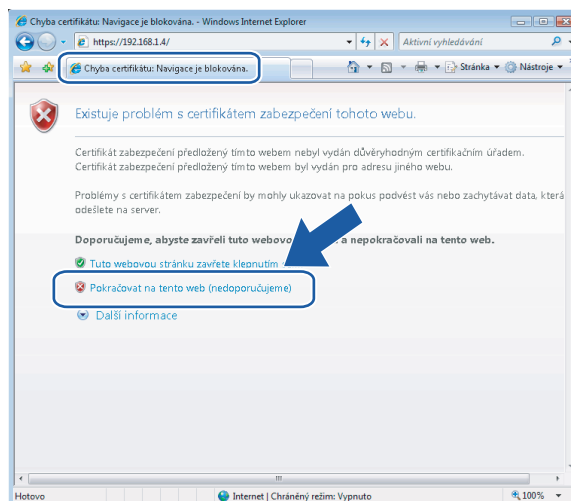 Chyba certifikátu: Navigace je blokována. - Windows Internet Explorer
https://192.168.1.4/
Aktivní vyhledávání
Chyba certifikátu: Navigace je blokována.
Stránka
Nástroje
Existuje problém s certifikátem zabezpečení tohoto webu.
Certifikát zabezpečení předložený tímto webem nebyl vydán důvěryhodným certifikačním úřadem.
Certifikát zabezpečení předložený tímto webem byl vydán pro adresu jiného webu.
Problémy s certifikátem zabezpečení by mohly ukazovat na pokus podvést vás nebo zachytávat data, která
odešlete na server.
Doporučujeme, abyste zavřeli tuto webovo a nepokračovali na tento web.
Tuto webovou stránku zavřete klepnutím
Pokračovat na tento web (nedoporučujeme)
Další informace
Hotovo
Internet | Chráněný režim: Vypnuto
100%